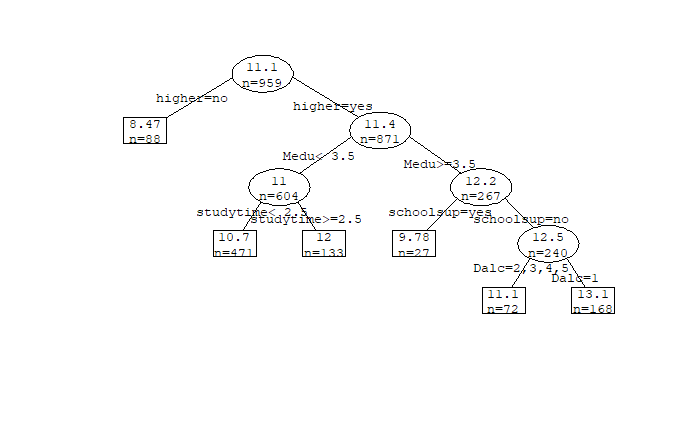 11.1
n=959
higher=no
higher=yes
8.47
n=88
11.4
n=871
Medu< 3.5
Medu>=3.5
11
n=604
12.2
n=267
studytime< 2.5
studytime>=2.5
schoolsup=yes
schoolsup=no
10.7
n=471
12
n=133
9.78
n=27
12.5
n=240
Dalc=2,3,4,5
Dalc=1
11.1
n=72
13.1
n=168